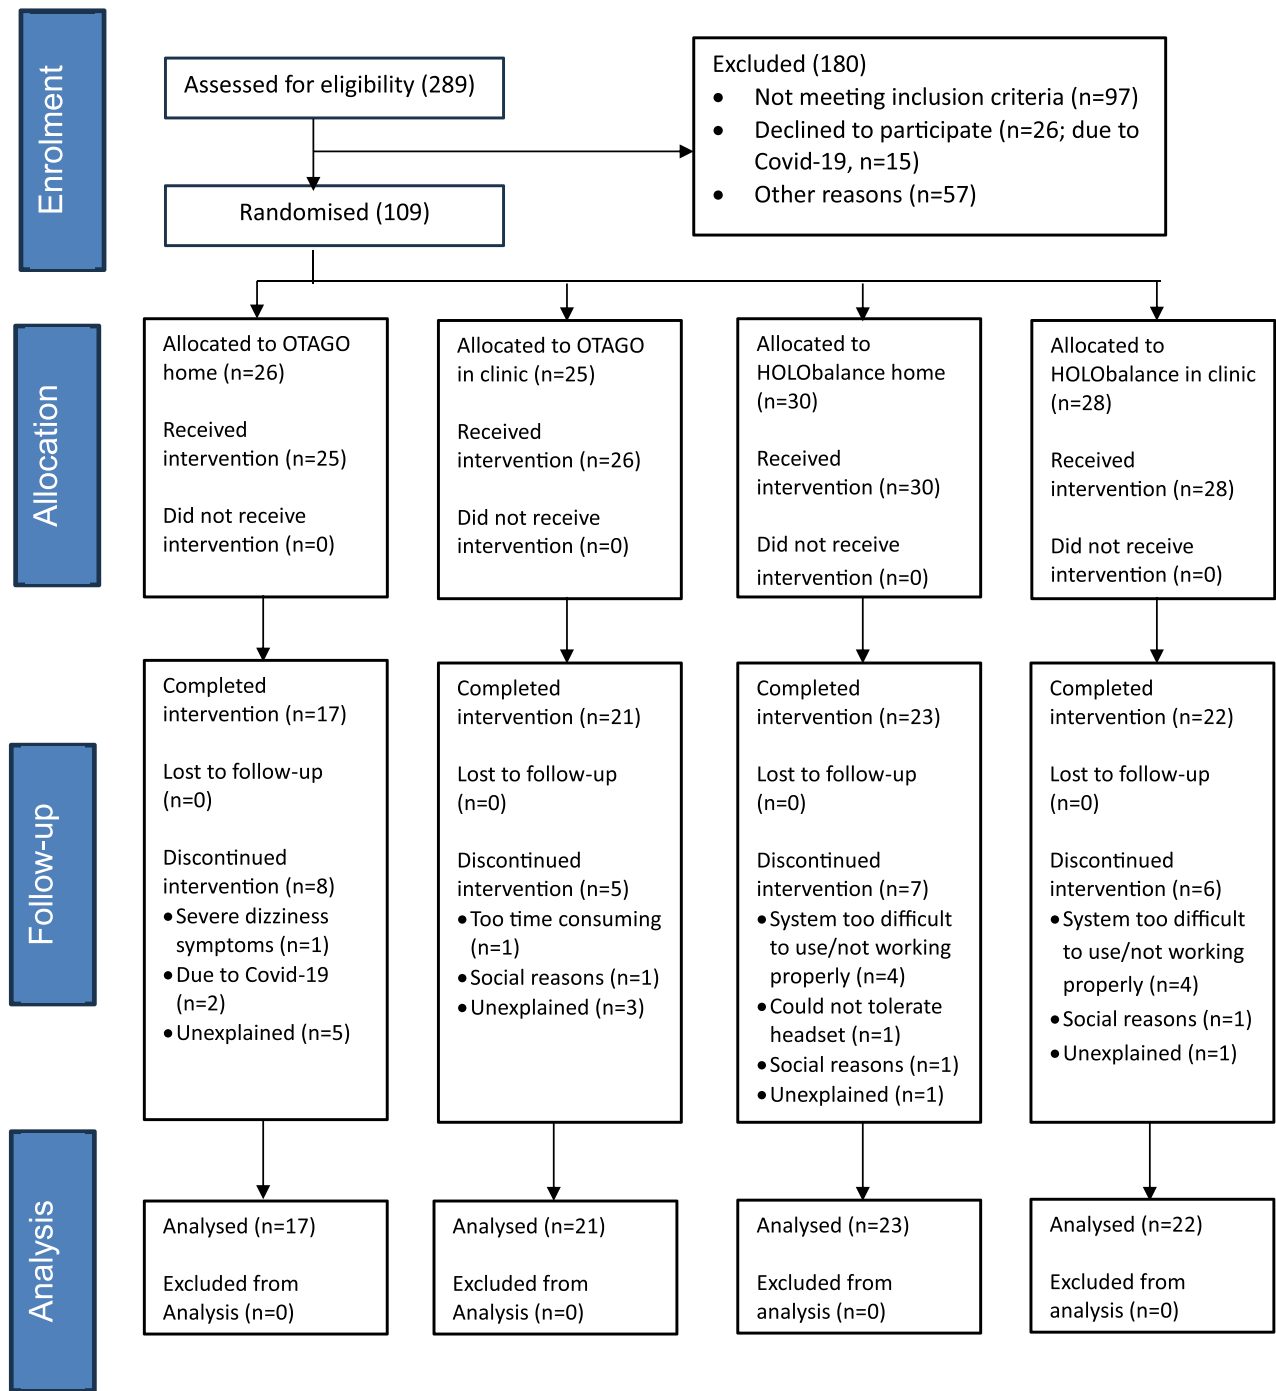 Enrolment
Assessed for eligibility (289)
Excluded (180)
• Not meeting inclusion criteria (n=97)
• Declined to participate (n=26; due to
Covid-19, n=15)
• Other reasons (n=57)
Randomised (109)
Allocation
Allocated to OTAGO
home (n=26)
Received
intervention (n=25)
Did not receive
intervention (n=0)
Allocated to OTAGO
in clinic (n=25)
Received
intervention (n=26)
Did not receive
intervention (n=0)
Allocated to
HOLObalance home
(n=30)
Received
intervention (n=30)
Did not receive
intervention (n=0)
Allocated to
HOLObalance in clinic
(n=28)
Received
intervention (n=28)
Did not receive
intervention (n=0)
Follow-up
Completed
intervention (n=17)
Lost to follow-up
(n=0)
Discontinued
intervention (n=8)
• Severe dizziness
symptoms (n=1)
• Due to Covid-19
(n=2)
• Unexplained (n=5)
Completed
intervention (n=21)
Lost to follow-up
(n=0)
Discontinued
intervention (n=5)
• Too time consuming
(n=1)
• Social reasons (n=1)
• Unexplained (n=3)
Completed
intervention (n=23)
Lost to follow-up
(n=0)
Discontinued
intervention (n=7)
• System too difficult
to use/not working
properly (n=4)
• Could not tolerate
headset (n=1)
• Social reasons (n=1)
• Unexplained (n=1)
Completed
intervention (n=22)
Lost to follow-up
(n=0)
Discontinued
intervention (n=6)
• System too difficult
to use/not working
properly (n=4)
• Social reasons (n=1)
• Unexplained (n=1)
Analysis
Analysed (n=17)
Excluded from
Analysis (n=0)
Analysed (n=21)
Excluded from
Analysis (n=0)
Analysed (n=23)
Excluded from
analysis (n=0)
Analysed (n=22)
Excluded from
analysis (n=0)